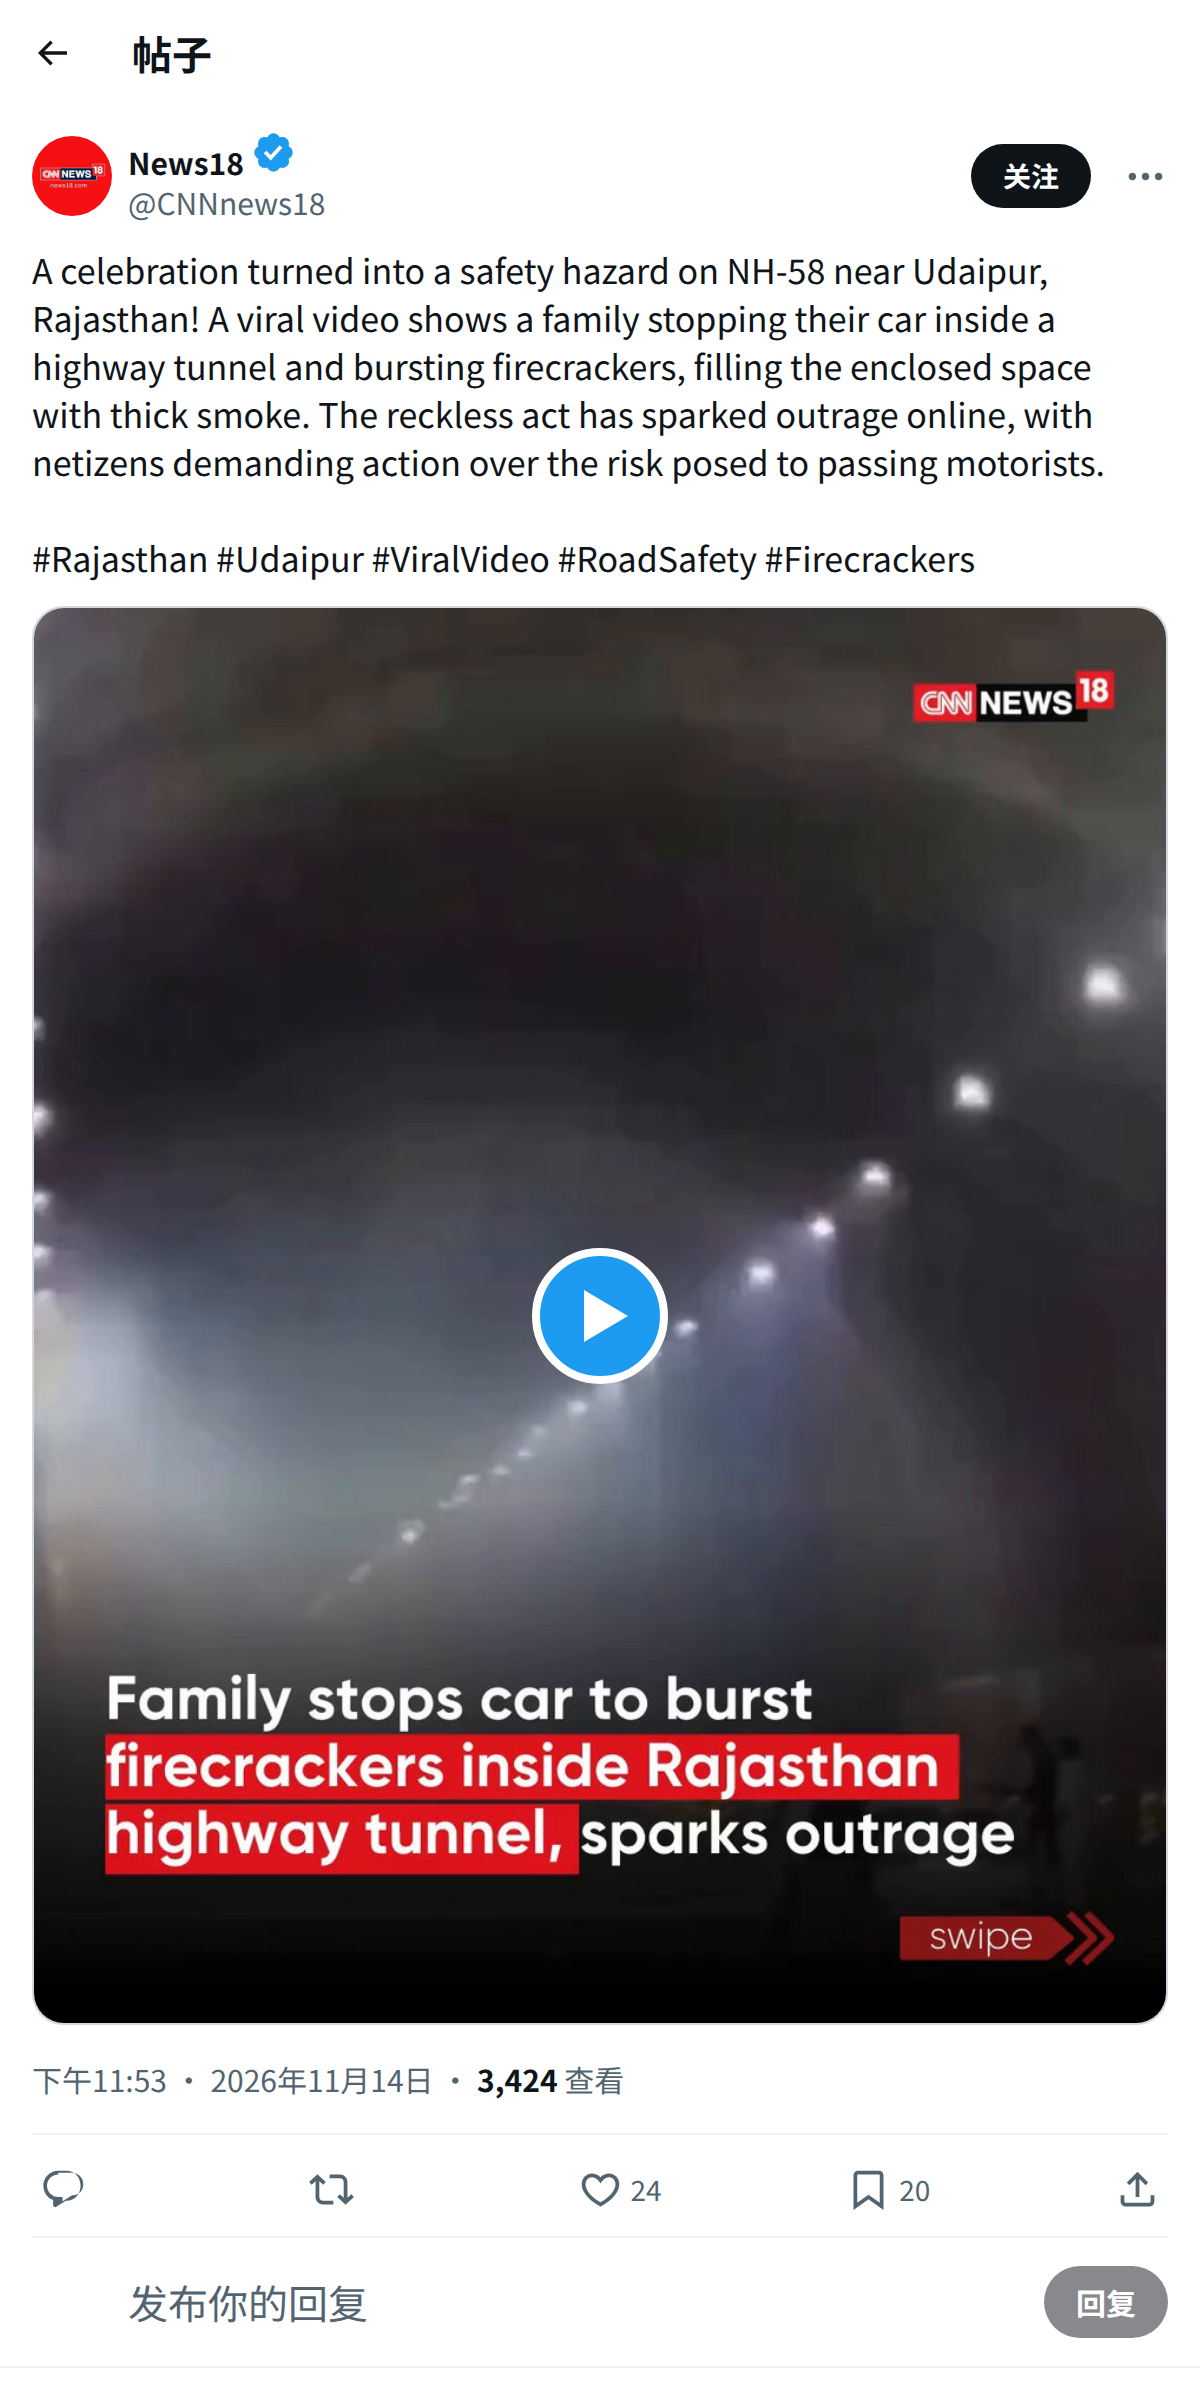 帖子
CNN NEWS 18
news18.com
News18
@CNNnews18
关注
A celebration turned into a safety hazard on NH-58 near Udaipur,
Rajasthan! A viral video shows a family stopping their car inside a
highway tunnel and bursting firecrackers, filling the enclosed space
with thick smoke. The reckless act has sparked outrage online, with
netizens demanding action over the risk posed to passing motorists.
#Rajasthan #Udaipur #ViralVideo #RoadSafety #Firecrackers
CNN NEWS 18
Family stops car to burst
firecrackers inside Rajasthan
highway tunnel, sparks outrage
swipe
下午11:53 · 2026年11月14日 · 3,424 查看
24 20
发布你的回复
回复